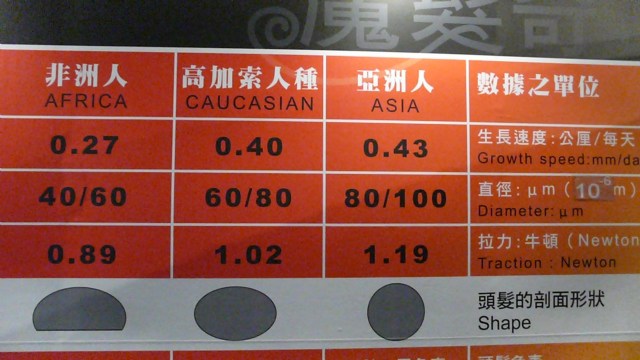 魔髮奇
非洲人 高加索人種 亞洲人 數據之單位
AFRICA CAUCASIAN ASIA
0.27 0.40 0.43 生長速度:公厘/每天
Growth speed:mm/da
40/60 60/80 80/100 直徑:μm(10⁻⁶m)
Diameter:μm
0.89 1.02 1.19 拉力:牛頓(Newton
Traction:Newton
頭髮的剖面形狀
Shape